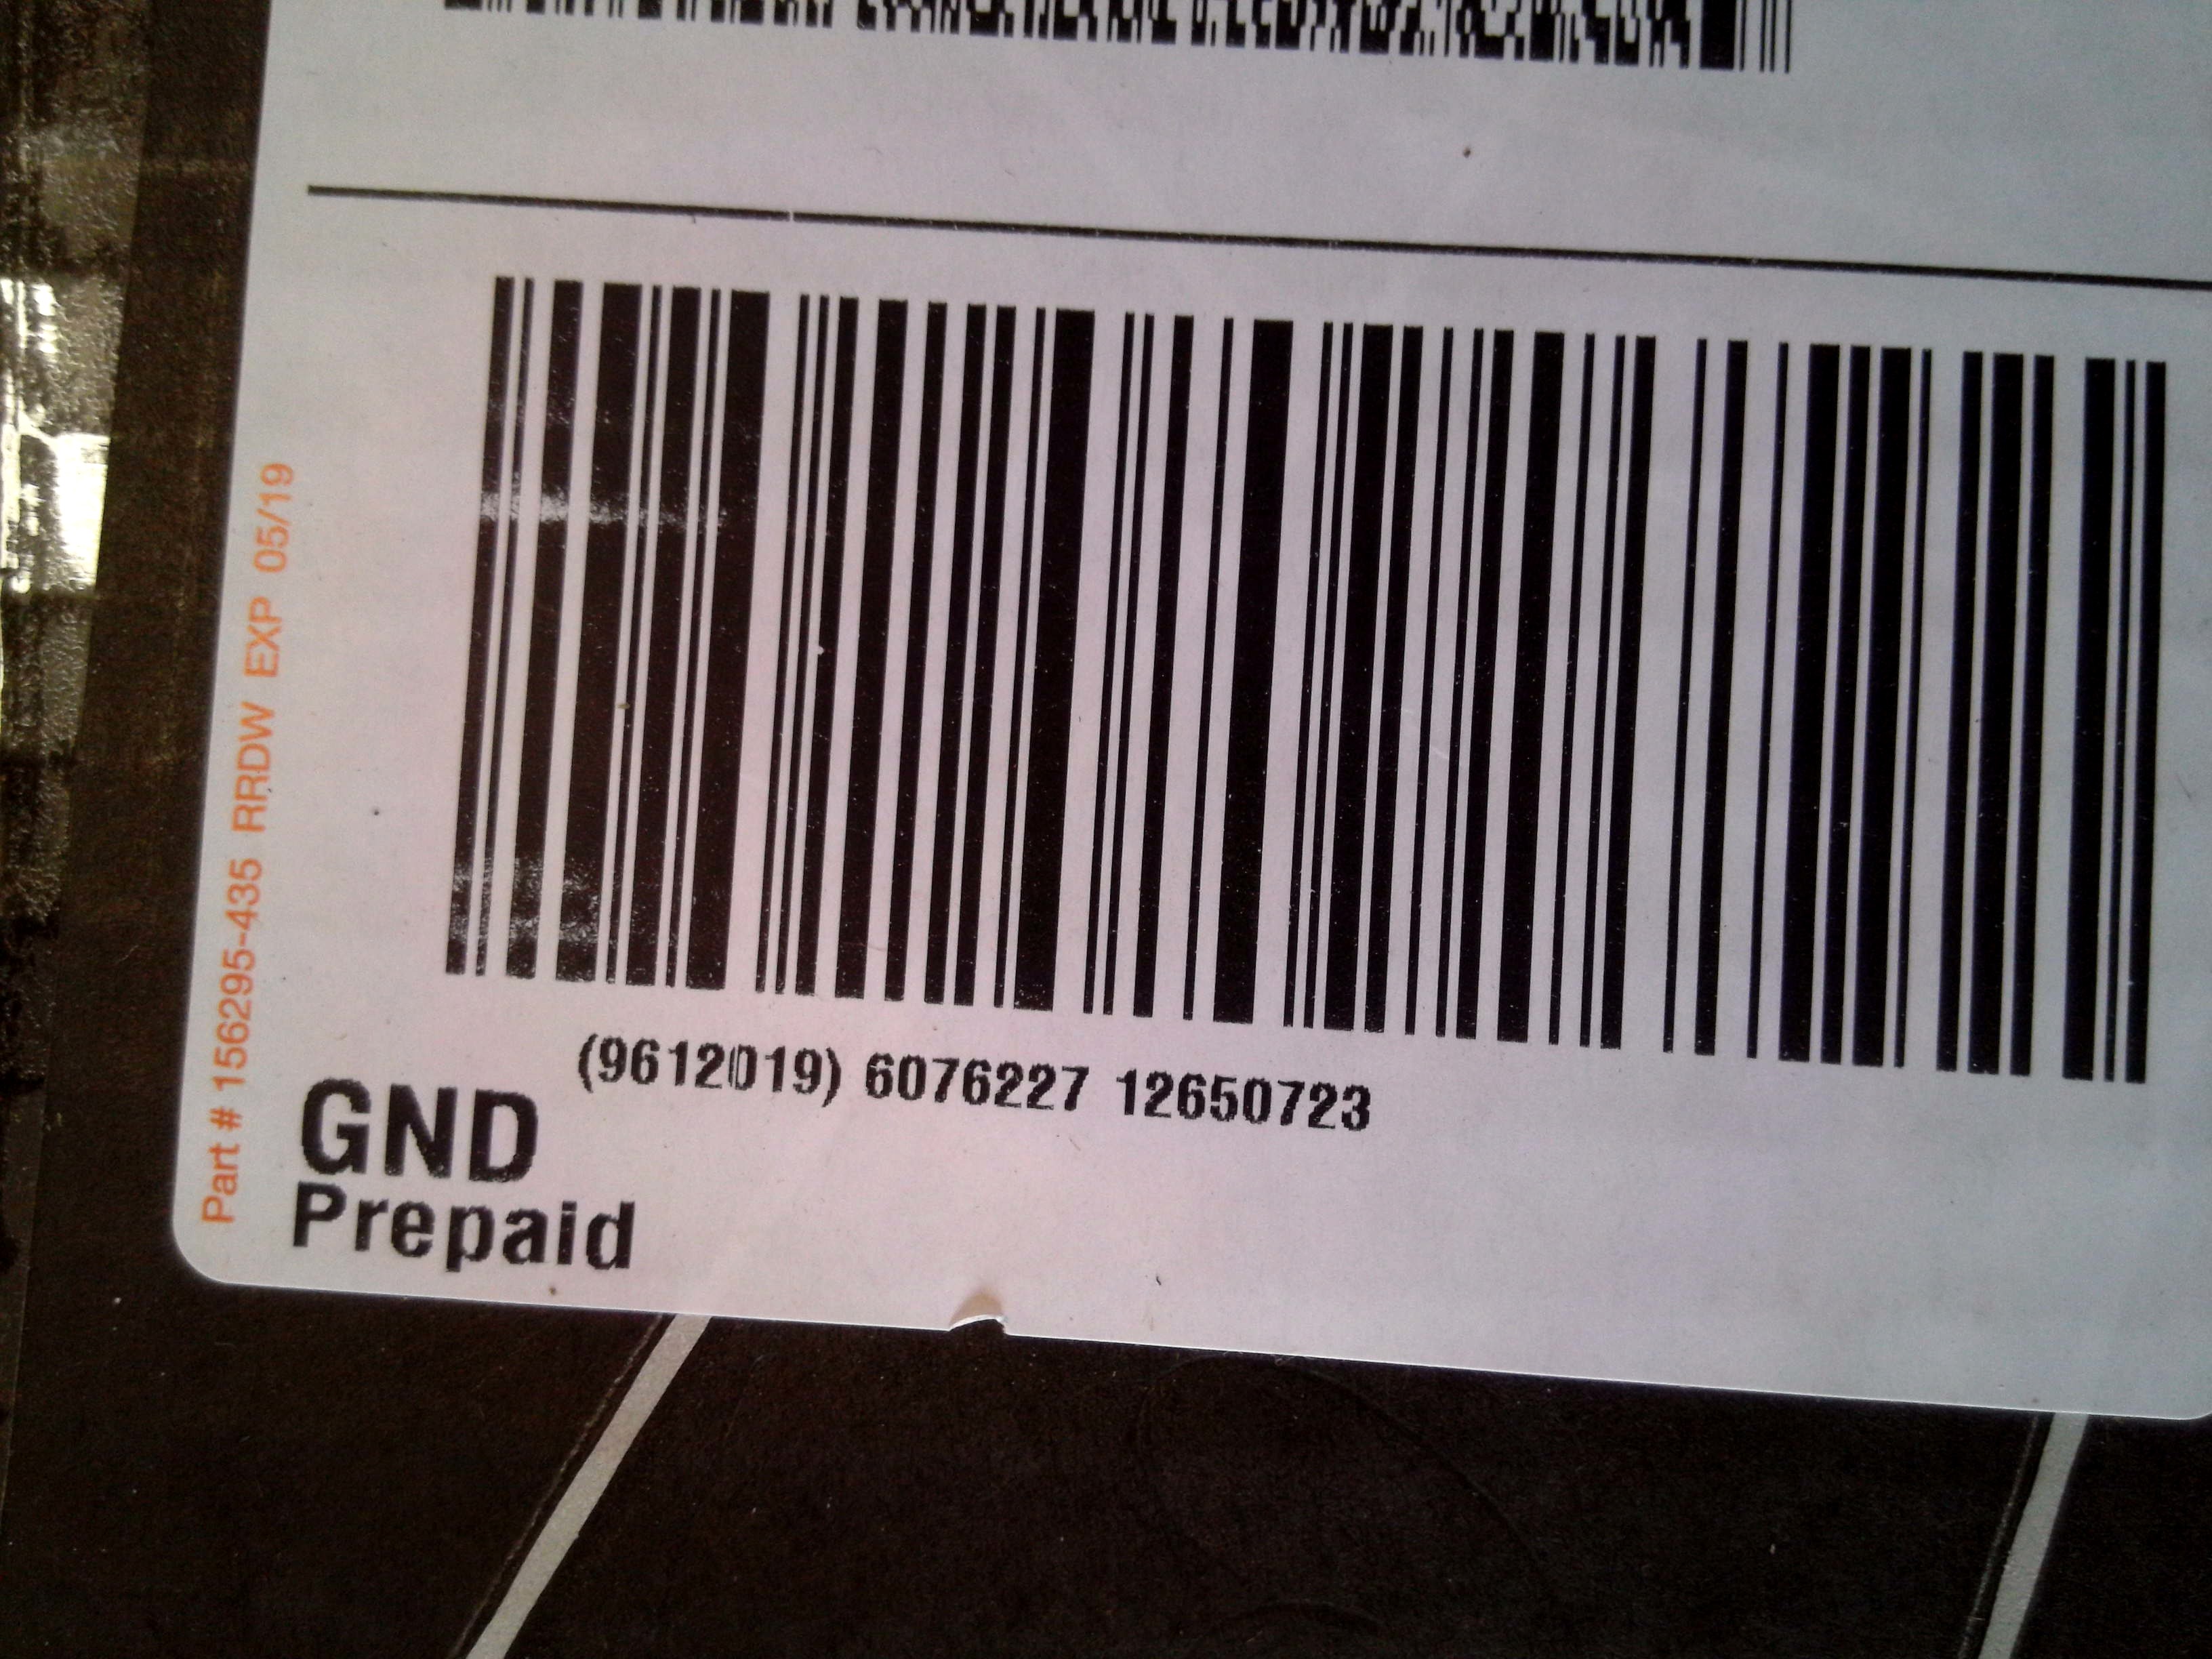 (9612019) 6076227 12650723
GND
Prepaid
Part # 156295-435 RRDW EXP 05/19